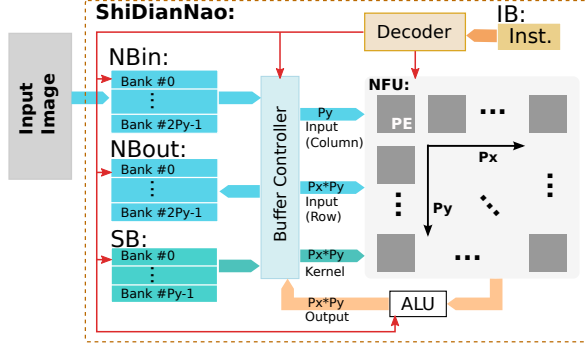 ShiDianNao:
IB:
Decoder
Inst.
Input
Image
NBin:
Bank #0
Bank #2Py-1
NBout:
Bank #0
Bank #2Py-1
SB:
Bank #0
Bank #Py-1
Buffer Controller
Py
Input
(Column)
Px*Py
Input
(Row)
Px*Py
Kernel
NFU:
PE
Px
Py
Px*Py
Output
ALU